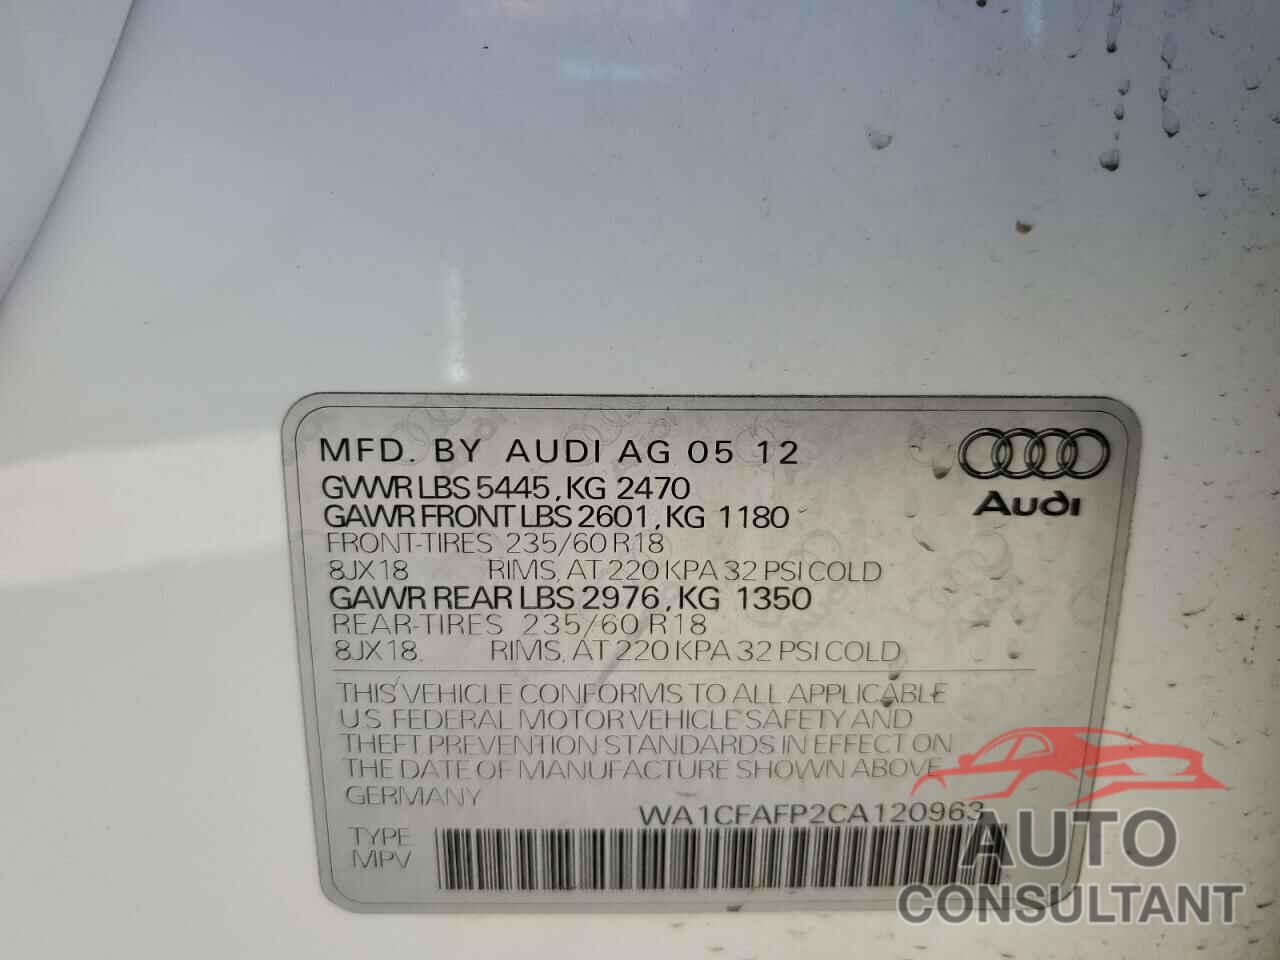 MFD. BY AUDI AG 05 12
GVWR LBS 5445, KG 2470
GAWR FRONT LBS 2601, KG 1180
FRONT-TIRES 235/60 R18
8JX18 RIMS, AT 220 KPA 32 PSI COLD
GAWR REAR LBS 2976, KG 1350
REAR-TIRES 235/60 R18
8JX18. RIMS, AT 220 KPA 32 PSI COLD
Audi
THIS VEHICLE CONFORMS TO ALL APPLICABLE
U.S. FEDERAL MOTOR VEHICLE SAFETY AND
THEFT PREVENTION STANDARDS IN EFFECT ON
THE DATE OF MANUFACTURE SHOWN ABOVE
GERMANY
WA1CFAFP2CA120963
TYPE
MPV
AUTO
CONSULTANT